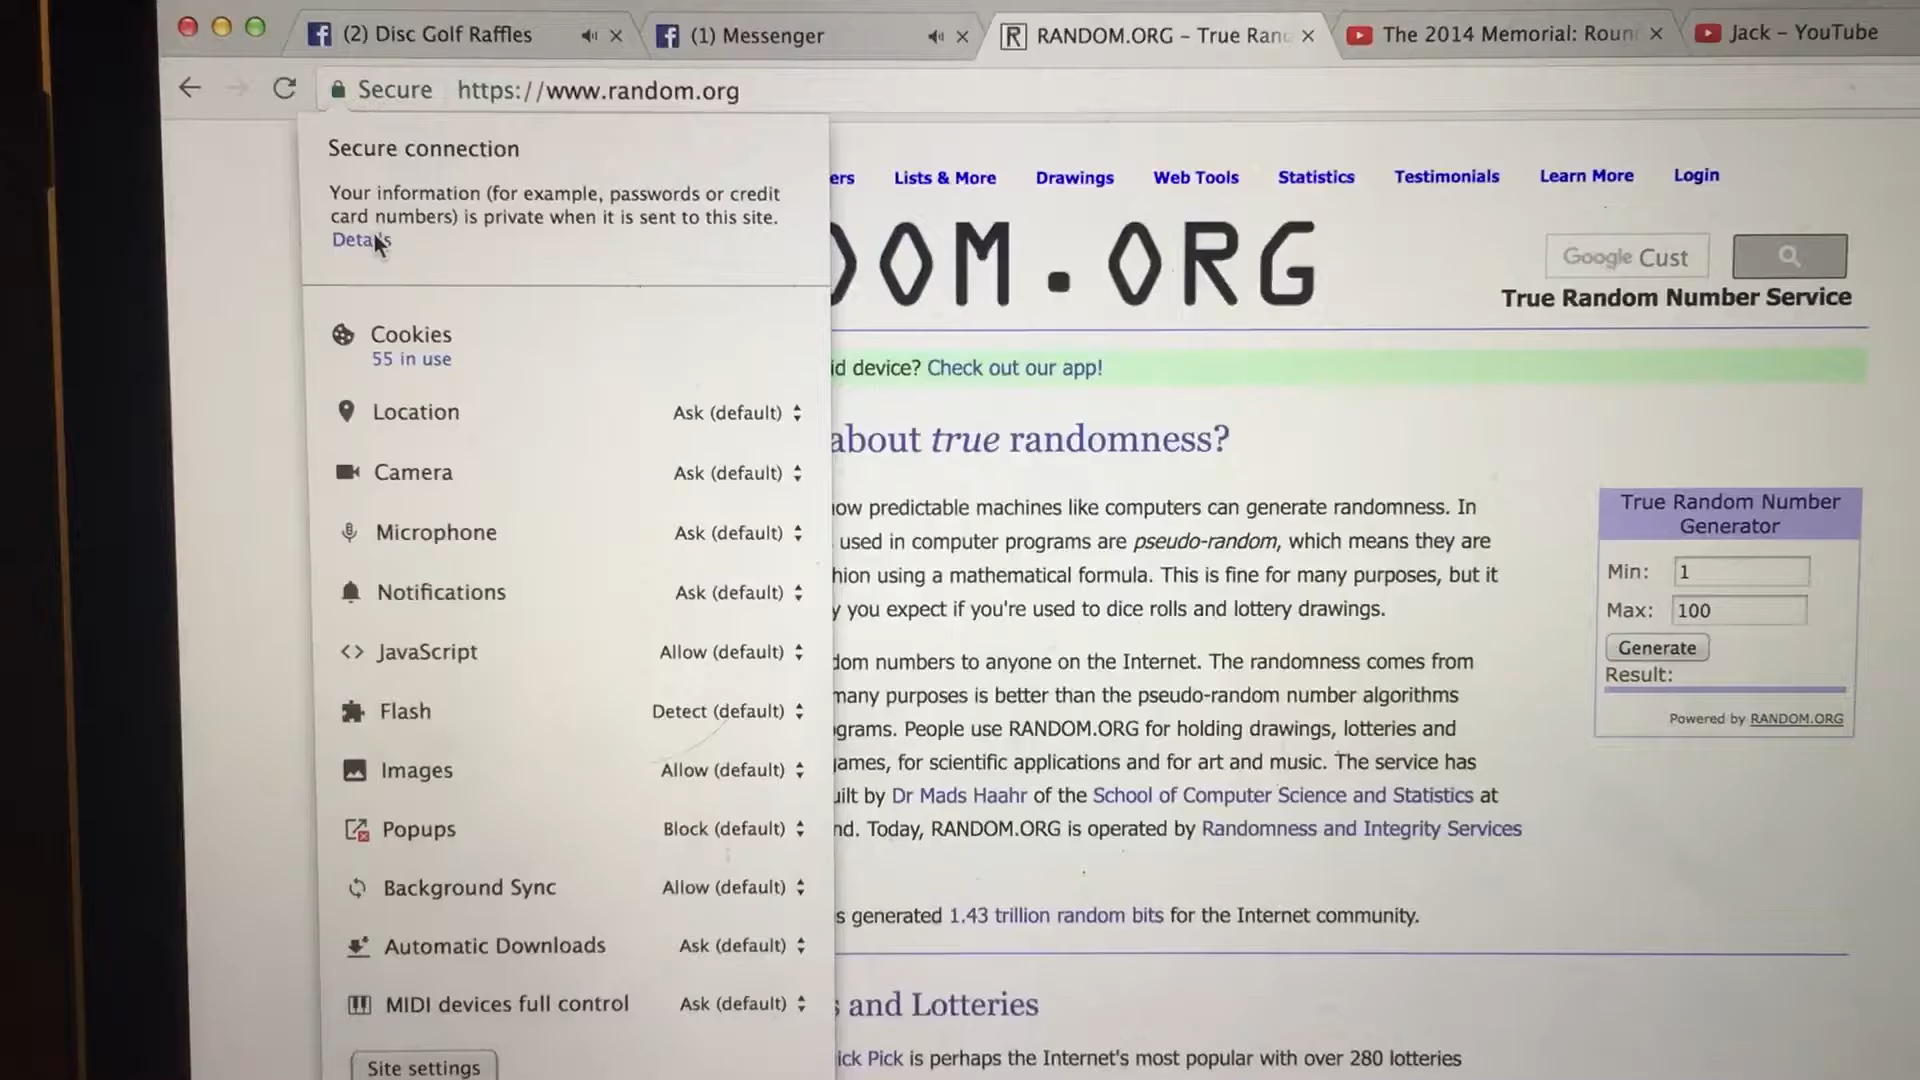 (2) Disc Golf Raffles
(1) Messenger
RANDOM.ORG - True Ran
The 2014 Memorial: Roun
Jack - YouTube
Secure https://www.random.org
Secure connection
Your information (for example, passwords or credit
card numbers) is private when it is sent to this site.
Details
Cookies
55 in use
Location Ask (default)
Camera Ask (default)
Microphone Ask (default)
Notifications Ask (default)
JavaScript Allow (default)
Flash Detect (default)
Images Allow (default)
Popups Block (default)
Background Sync Allow (default)
Automatic Downloads Ask (default)
MIDI devices full control Ask (default)
Site settings
ers Lists & More Drawings Web Tools Statistics Testimonials Learn More Login
DOM.ORG
Google Cust
True Random Number Service
id device? Check out our app!
about true randomness?
ow predictable machines like computers can generate randomness. In
used in computer programs are pseudo-random, which means they are
hion using a mathematical formula. This is fine for many purposes, but it
y you expect if you're used to dice rolls and lottery drawings.
dom numbers to anyone on the Internet. The randomness comes from
many purposes is better than the pseudo-random number algorithms
grams. People use RANDOM.ORG for holding drawings, lotteries and
games, for scientific applications and for art and music. The service has
uilt by Dr Mads Haahr of the School of Computer Science and Statistics at
nd. Today, RANDOM.ORG is operated by Randomness and Integrity Services
s generated 1.43 trillion random bits for the Internet community.
s and Lotteries
ick Pick is perhaps the Internet's most popular with over 280 lotteries
True Random Number
Generator
Min: 1
Max: 100
Generate
Result:
Powered by RANDOM.ORG